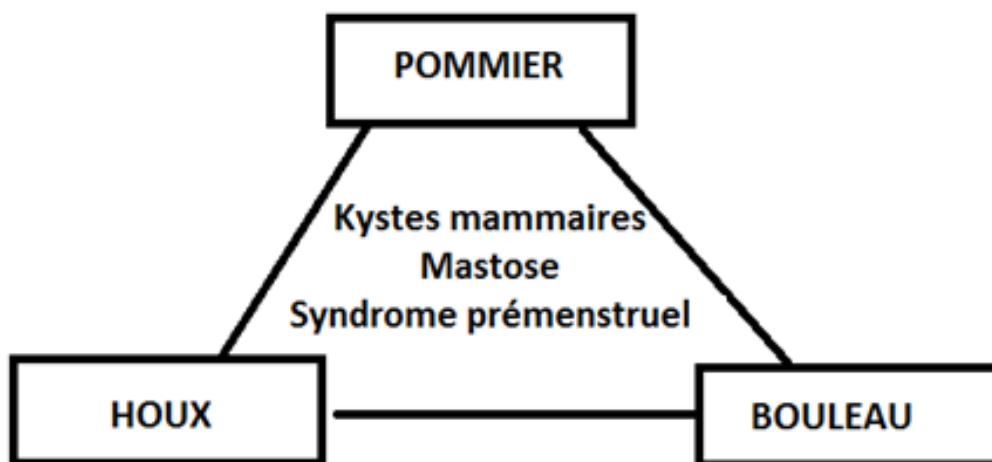 POMMIER
Kystes mammaires
Mastose
Syndrome prémenstruel
HOUX
BOULEAU